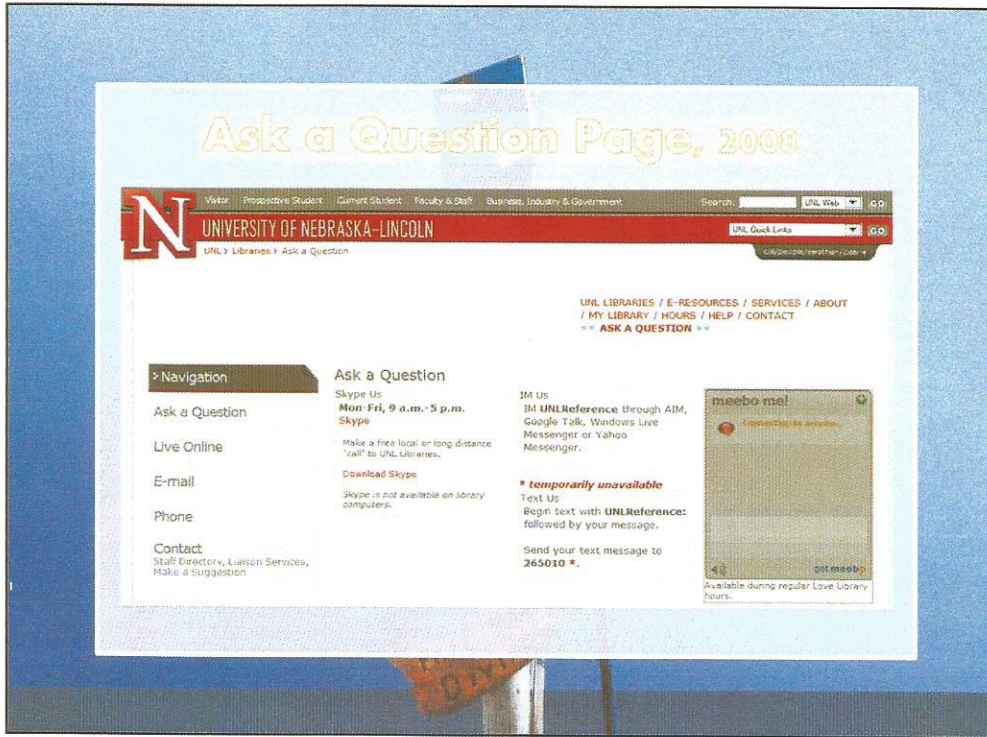 Ask a Question Page, 2008
N
Visitor Prospective Student Current Student Faculty & Staff Business, Industry & Government Search: UNL Web GO
UNIVERSITY OF NEBRASKA–LINCOLN UNL Quick Links GO
UNL > Libraries > Ask a Question
UNL LIBRARIES / E-RESOURCES / SERVICES / ABOUT
/ MY LIBRARY / HOURS / HELP / CONTACT
ASK A QUESTION
> Navigation
Ask a Question
Live Online
E-mail
Phone
Contact
Staff Directory, Liaison Services,
Make a Suggestion
Ask a Question
Skype Us
Mon-Fri, 9 a.m.-5 p.m.
Skype
Make a free local or long distance
"call" to UNL Libraries.
Download Skype
Skype is not available on library
computers.
IM Us
IM UNLReference through AIM,
Google Talk, Windows Live
Messenger or Yahoo
Messenger.
* temporarily unavailable
Text Us
Begin text with UNLReference:
followed by your message.
Send your text message to
265010 *.
meebo me!
Connecting to service...
get meebo
Available during regular Love Library
hours.